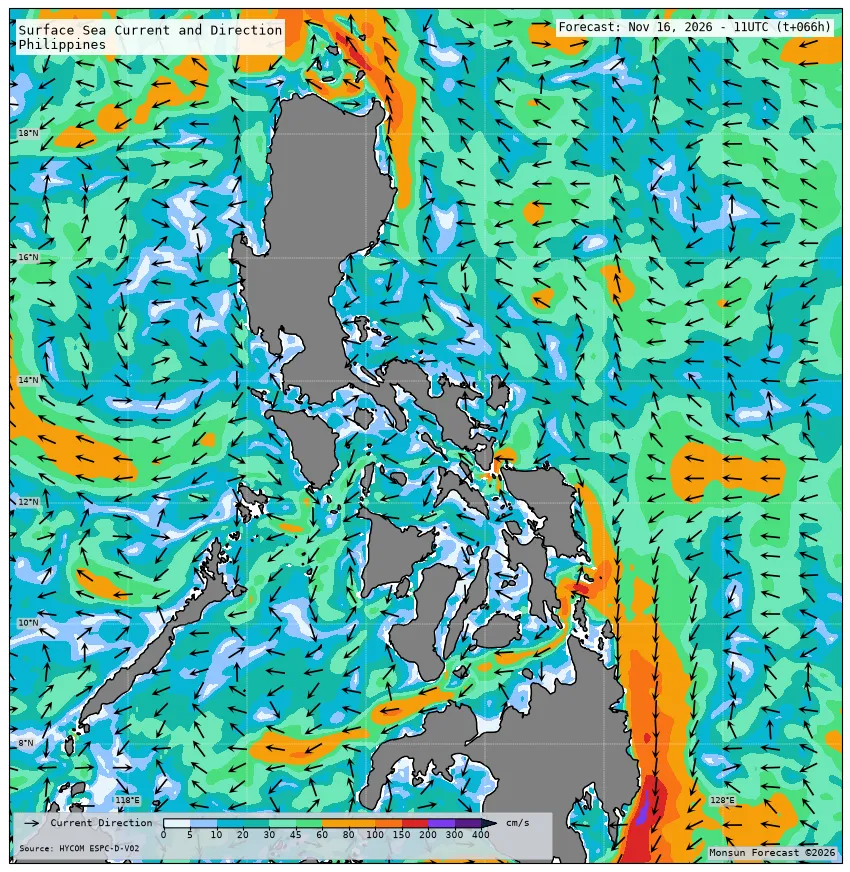 Surface Sea Current and Direction
Philippines
Forecast: Nov 16, 2026 - 11UTC (t+066h)
18°N
16°N
14°N
12°N
10°N
8°N
118°E
128°E
Current Direction
0 5 10 20 30 45 60 80 100 150 200 300 400
cm/s
Source: HYCOM ESPC-D-V02
Monsun Forecast ©2026